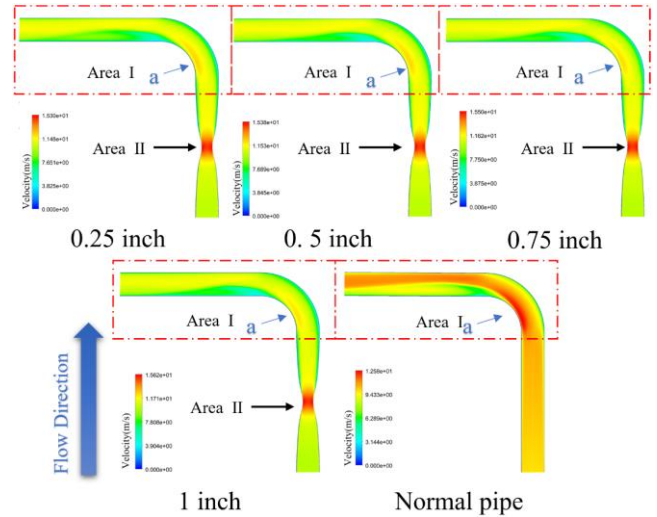 Area I
a
Area II
Velocity(m/s)
1.530e+01
1.149e+01
7.651e+00
3.825e+00
0.000e+00
0.25 inch
Area I
a
Area II
Velocity(m/s)
1.538e+01
1.153e+01
7.689e+00
3.845e+00
0.000e+00
0. 5 inch
Area I
a
Area II
Velocity(m/s)
1.550e+01
1.162e+01
7.750e+00
3.875e+00
0.000e+00
0.75 inch
Flow Direction
Area I
a
Area II
Velocity(m/s)
1.562e+01
1.171e+01
7.808e+00
3.904e+00
0.000e+00
1 inch
Area I
a
Velocity(m/s)
1.258e+01
9.433e+00
6.289e+00
3.144e+00
0.000e+00
Normal pipe